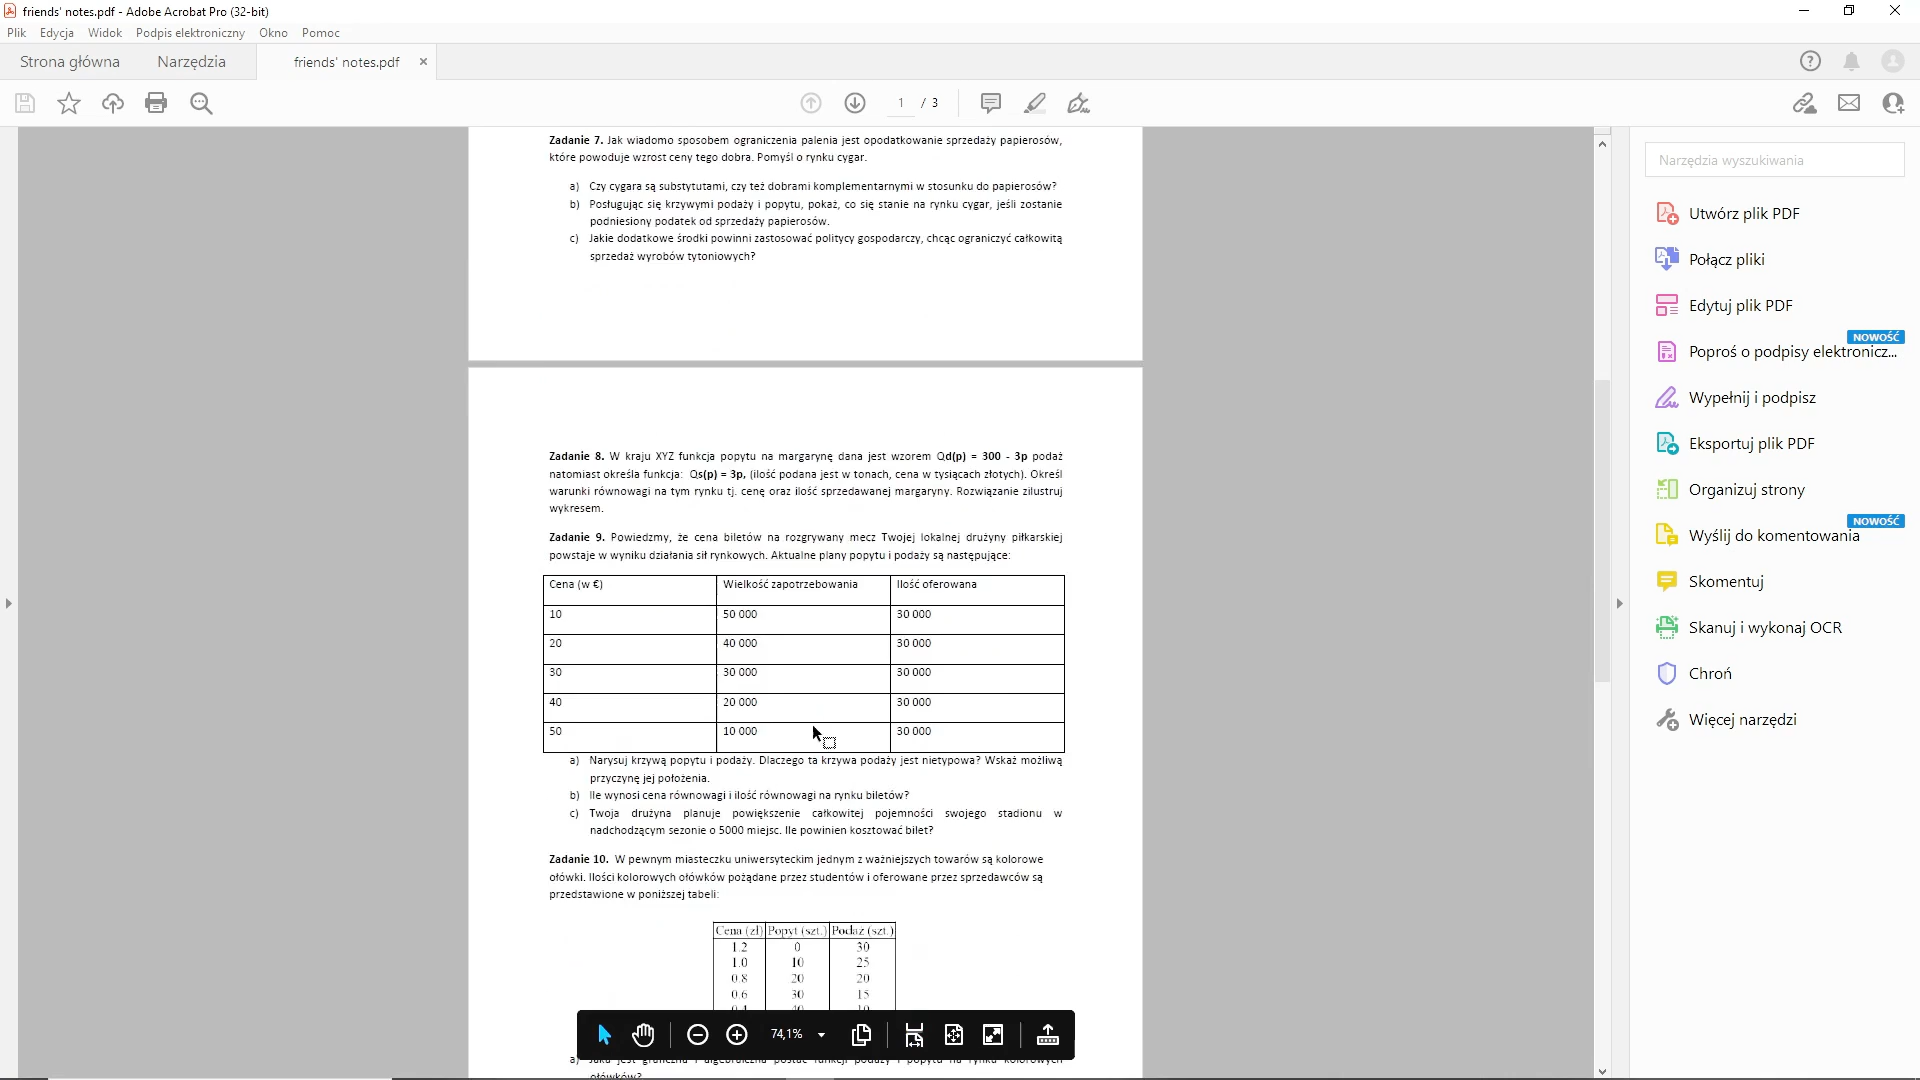 friends' notes.pdf - Adobe Acrobat Pro (32-bit)
Plik Edycja Widok Podpis elektroniczny Okno Pomoc
Strona główna Narzędzia friends' notes.pdf
1 / 3
Zadanie 7. Jak wiadomo sposobem ograniczenia palenia jest opodatkowanie sprzedaży papierosów,
które powoduje wzrost ceny tego dobra. Pomyśl o rynku cygar.
a) Czy cygara są substytutami, czy też dobrami komplementarnymi w stosunku do papierosów?
b) Posługując się krzywymi podaży i popytu, pokaż, co się stanie na rynku cygar, jeśli zostanie
podniesiony podatek od sprzedaży papierosów.
c) Jakie dodatkowe środki powinni zastosować politycy gospodarczy, chcąc ograniczyć całkowitą
sprzedaż wyrobów tytoniowych?
Zadanie 8. W kraju XYZ funkcja popytu na margarynę dana jest wzorem Qd(p) = 300 - 3p podaż
natomiast określa funkcja: Qs(p) = 3p, (ilość podana jest w tonach, cena w tysiącach złotych). Określ
warunki równowagi na tym rynku tj. cenę oraz ilość sprzedawanej margaryny. Rozwiązanie zilustruj
wykresem.
Zadanie 9. Powiedzmy, że cena biletów na rozgrywany mecz Twojej lokalnej drużyny piłkarskiej
powstaje w wyniku działania sił rynkowych. Aktualne plany popytu i podaży są następujące:
Cena (w €) Wielkość zapotrzebowania Ilość oferowana
10 50 000 30 000
20 40 000 30 000
30 30 000 30 000
40 20 000 30 000
50 10 000 30 000
a) Narysuj krzywą popytu i podaży. Dlaczego ta krzywa podaży jest nietypowa? Wskaż możliwą
przyczynę jej położenia.
b) Ile wynosi cena równowagi i ilość równowagi na rynku biletów?
c) Twoja drużyna planuje powiększenie całkowitej pojemności swojego stadionu w
nadchodzącym sezonie o 5000 miejsc. Ile powinien kosztować bilet?
Zadanie 10. W pewnym miasteczku uniwersyteckim jednym z ważniejszych towarów są kolorowe
ołówki. Ilości kolorowych ołówków pożądane przez studentów i oferowane przez sprzedawców są
przedstawione w poniższej tabeli:
Cena (zł) Popyt (szt.) Podaż (szt.)
1.2 0 30
1.0 10 25
0.8 20 20
0.6 30 15
74,1%
Narzędzia wyszukiwania
Utwórz plik PDF
Połącz pliki
Edytuj plik PDF
NOWOŚĆ
Poproś o podpisy elektronicz...
Wypełnij i podpisz
Eksportuj plik PDF
Organizuj strony
NOWOŚĆ
Wyślij do komentowania
Skomentuj
Skanuj i wykonaj OCR
Chroń
Więcej narzędzi